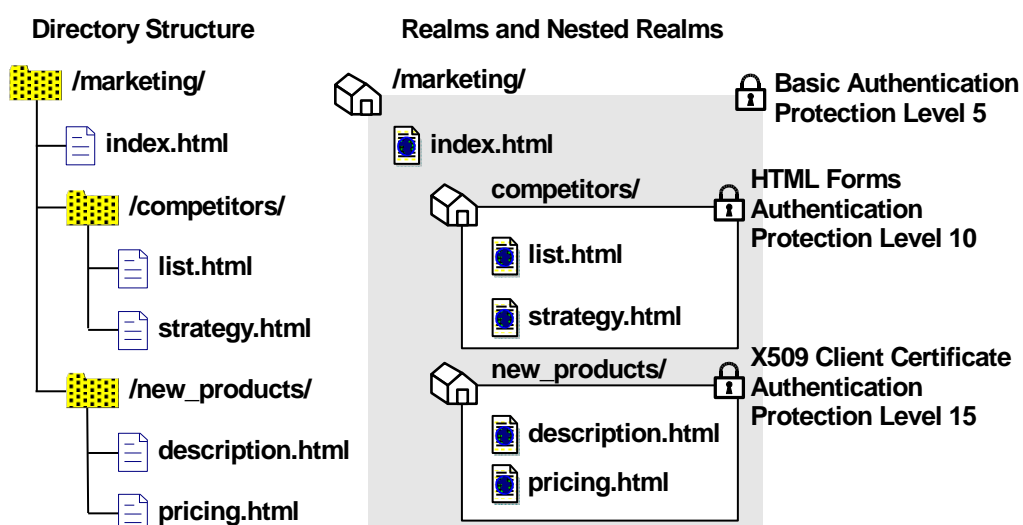 Directory Structure
/marketing/
index.html
/competitors/
list.html
strategy.html
/new_products/
description.html
pricing.html
Realms and Nested Realms
/marketing/
Basic Authentication
Protection Level 5
index.html
competitors/
HTML Forms
Authentication
Protection Level 10
list.html
strategy.html
new_products/
X509 Client Certificate
Authentication
Protection Level 15
description.html
pricing.html